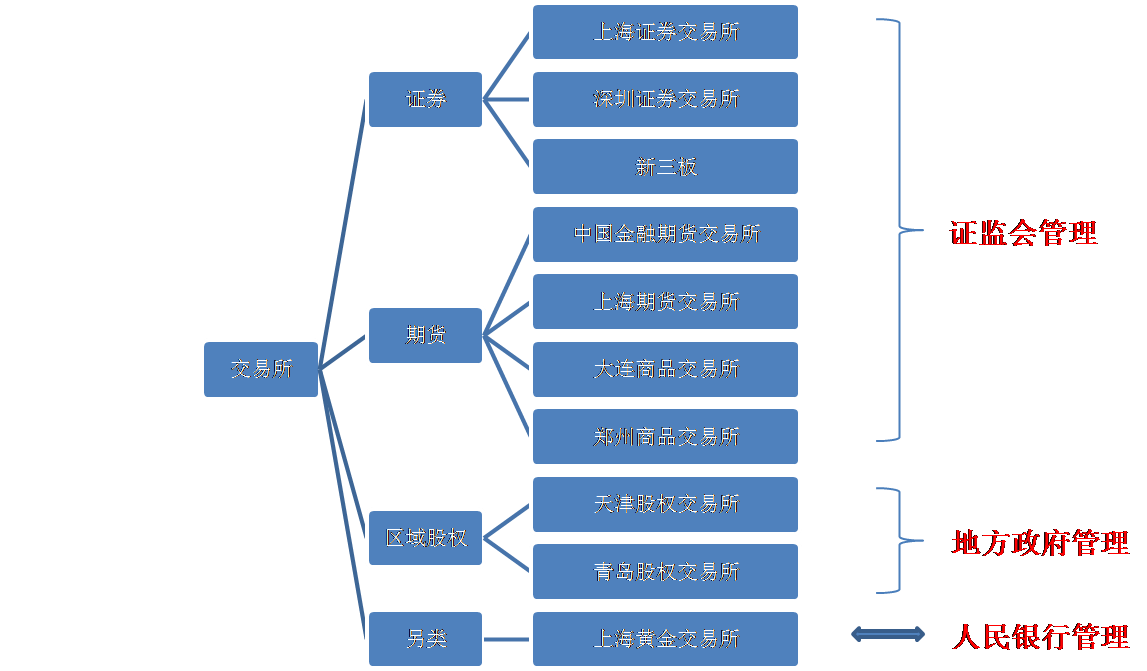 交易所
证券
上海证券交易所
深圳证券交易所
新三板
期货
中国金融期货交易所
上海期货交易所
大连商品交易所
郑州商品交易所
证监会管理
区域股权
天津股权交易所
青岛股权交易所
地方政府管理
另类
上海黄金交易所
人民银行管理